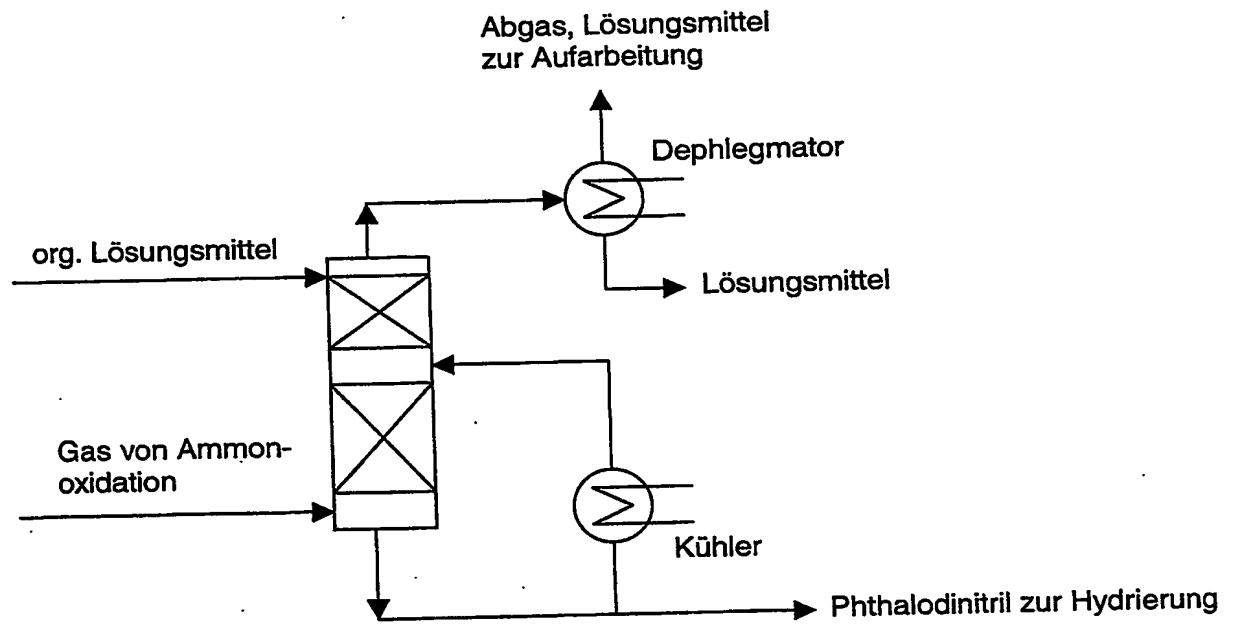 Abgas, Lösungsmittel
zur Aufarbeitung
Dephlegmator
org. Lösungsmittel
Lösungsmittel
Gas von Ammon-
oxidation
Kühler
Phthalodinitril zur Hydrierung